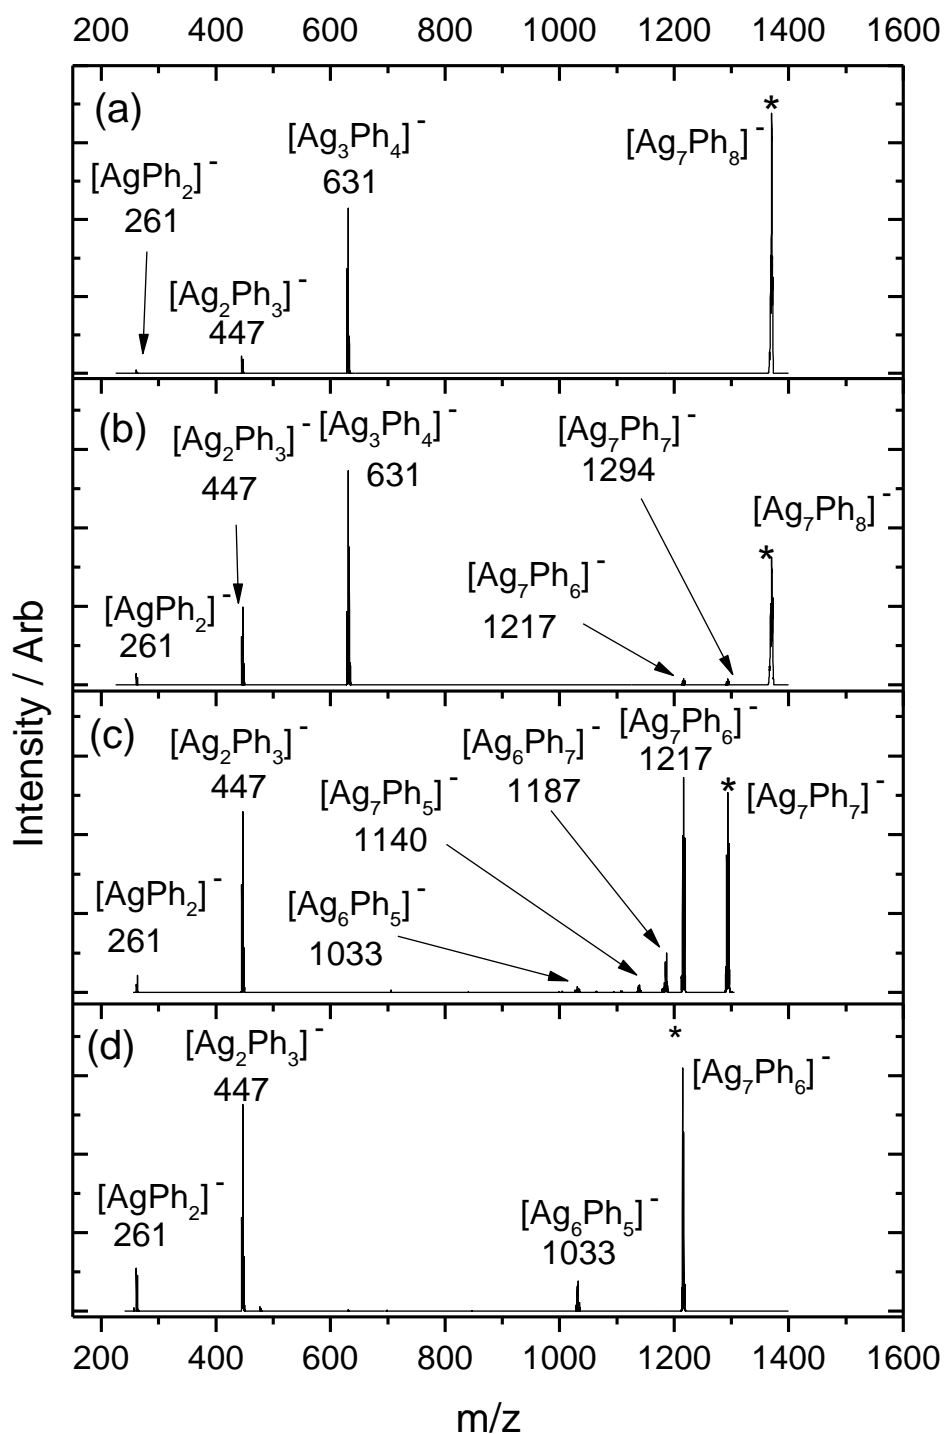 200 400 600 800 1000 1200 1400 1600
(a)
*
[Ag₃Ph₄]⁻
631
[Ag₇Ph₈]⁻
[AgPh₂]⁻
261
[Ag₂Ph₃]⁻
447
(b)
[Ag₂Ph₃]⁻
447
[Ag₃Ph₄]⁻
631
[Ag₇Ph₇]⁻
1294
[Ag₇Ph₈]⁻
*
[Ag₇Ph₆]⁻
1217
[AgPh₂]⁻
261
(c)
[Ag₂Ph₃]⁻
447
[Ag₆Ph₇]⁻
1187
[Ag₇Ph₆]⁻
1217
*
[Ag₇Ph₇]⁻
[Ag₇Ph₅]⁻
1140
[AgPh₂]⁻
261
[Ag₆Ph₅]⁻
1033
(d)
[Ag₂Ph₃]⁻
447
*
[Ag₇Ph₆]⁻
[AgPh₂]⁻
261
[Ag₆Ph₅]⁻
1033
200 400 600 800 1000 1200 1400 1600
m/z
Intensity / Arb